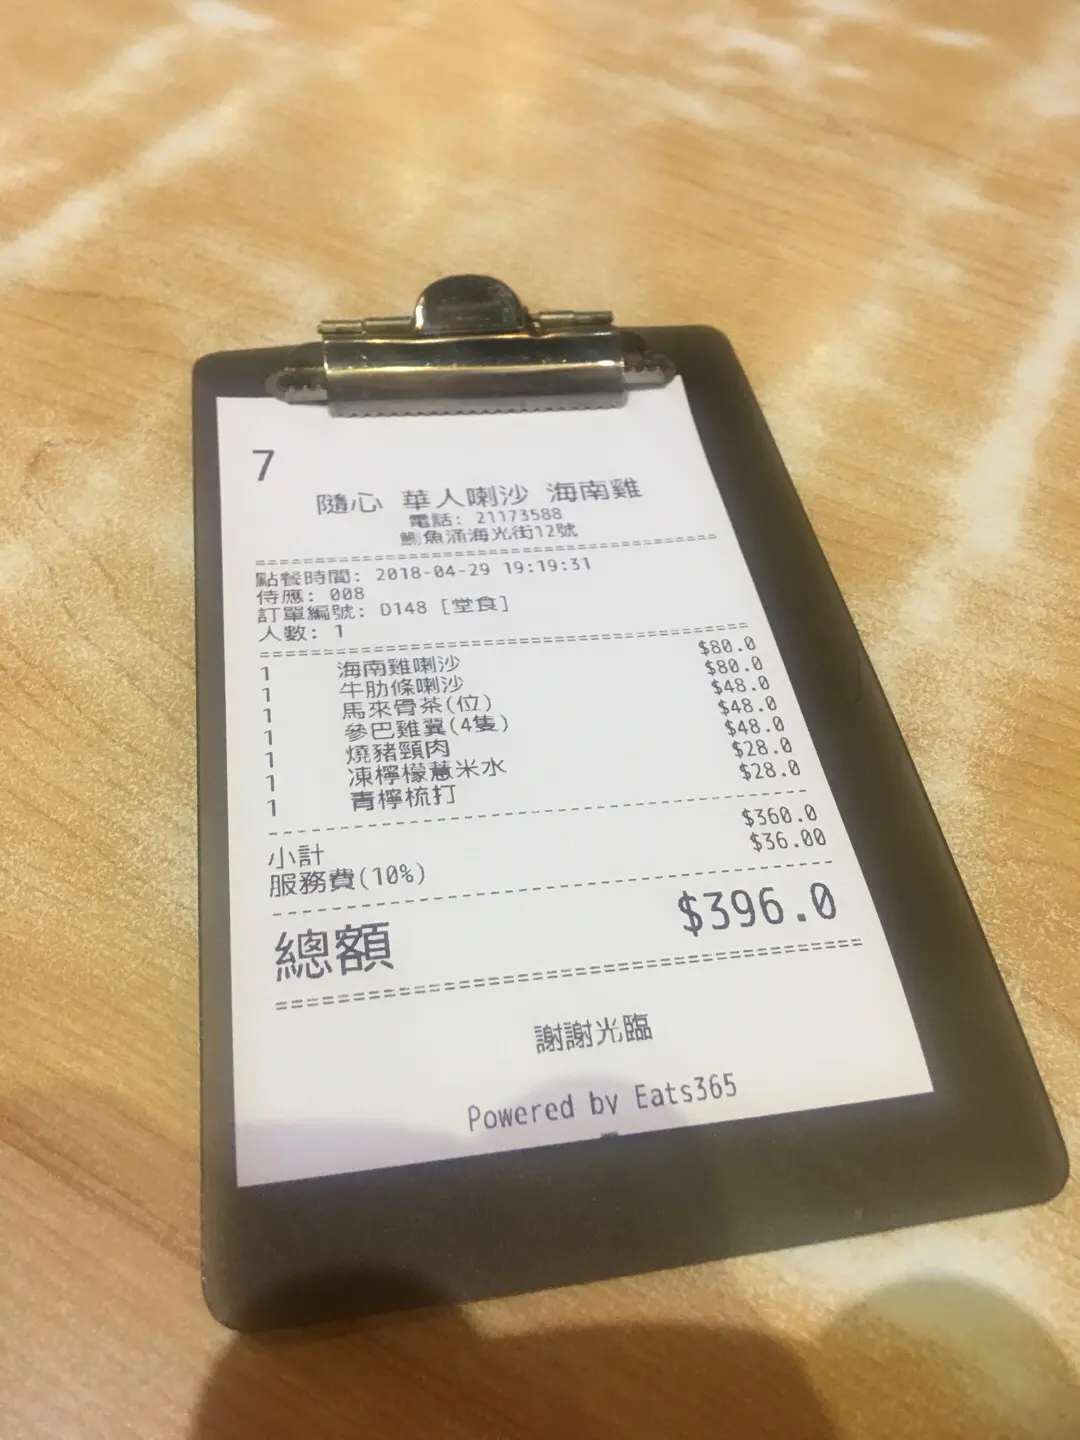 7
隨心 華人喇沙 海南雞
電話: 21173588
鰂魚涌海光街12號
點餐時間: 2018-04-29 19:19:31
侍應: 008
訂單編號: D148 [堂食]
人數: 1
1 海南雞喇沙 $80.0
1 牛肋條喇沙 $80.0
1 馬來骨茶(位) $48.0
1 參巴雞翼(4隻) $48.0
1 燒豬頸肉 $48.0
1 凍檸檬薏米水 $28.0
1 青檸梳打 $28.0
小計 $360.0
服務費(10%) $36.00
總額 $396.0
謝謝光臨
Powered by Eats365